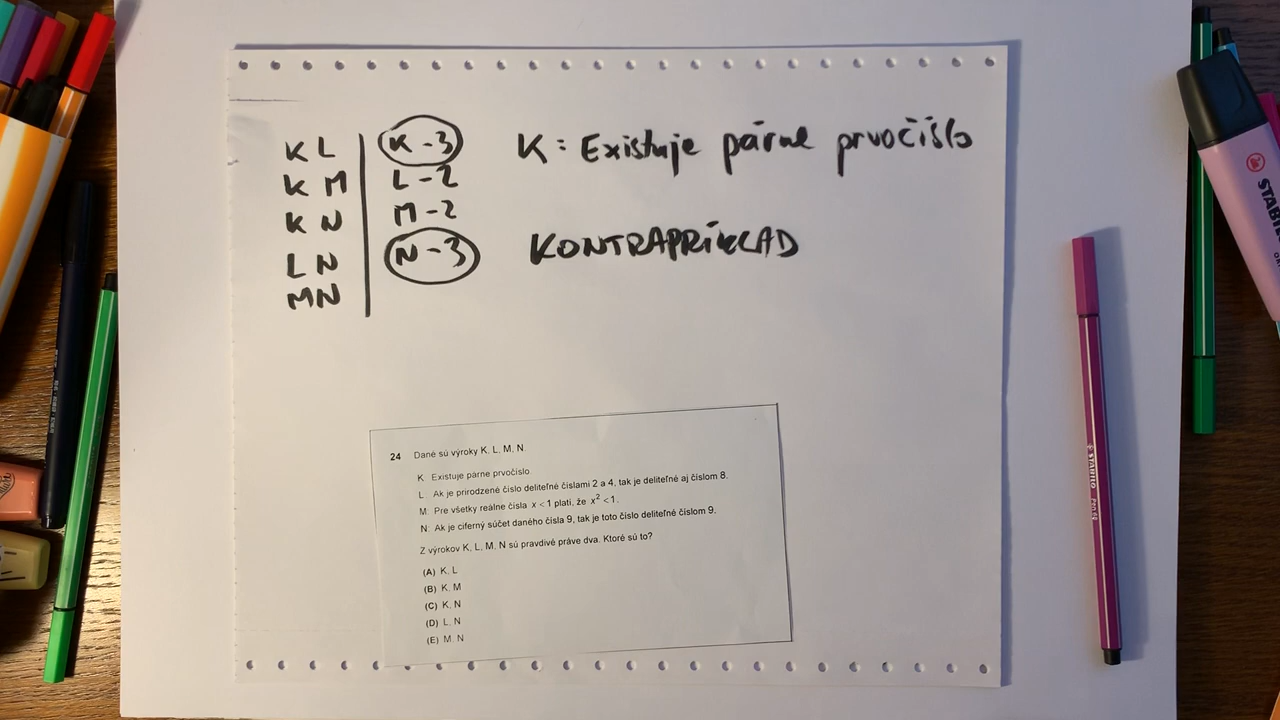 K L
K M
K N
L N
M N
K - 3
L - 2
M - 2
N - 3
K : Existuje párne prvočíslo
KONTRAPRÍKLAD
24 Dané sú výroky K, L, M, N.
K Existuje párne prvočíslo.
L Ak je prirodzené číslo deliteľné číslami 2 a 4, tak je deliteľné aj číslom 8.
M: Pre všetky reálne čísla x < 1 platí, že x² < 1.
N: Ak je ciferný súčet daného čísla 9, tak je toto číslo deliteľné číslom 9.
Z výrokov K, L, M, N sú pravdivé práve dva. Ktoré sú to?
(A) K, L
(B) K, M
(C) K, N
(D) L, N
(E) M, N
STABILO
STABILO Pen 68